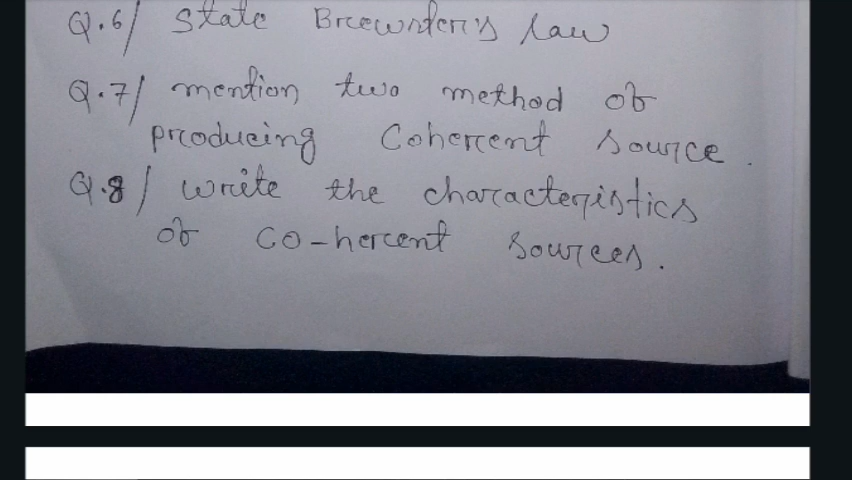 Q.6/ State Brewster's law
Q.7/ mention two method of
producing Coherent source.
Q.8/ write the characteristics
of co-herent sources.